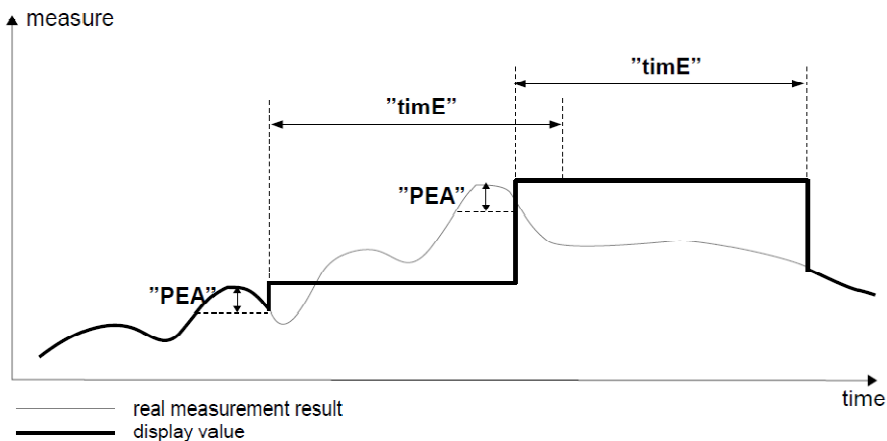 measure
”timE”
”timE”
”PEA”
”PEA”
time
real measurement result
display value